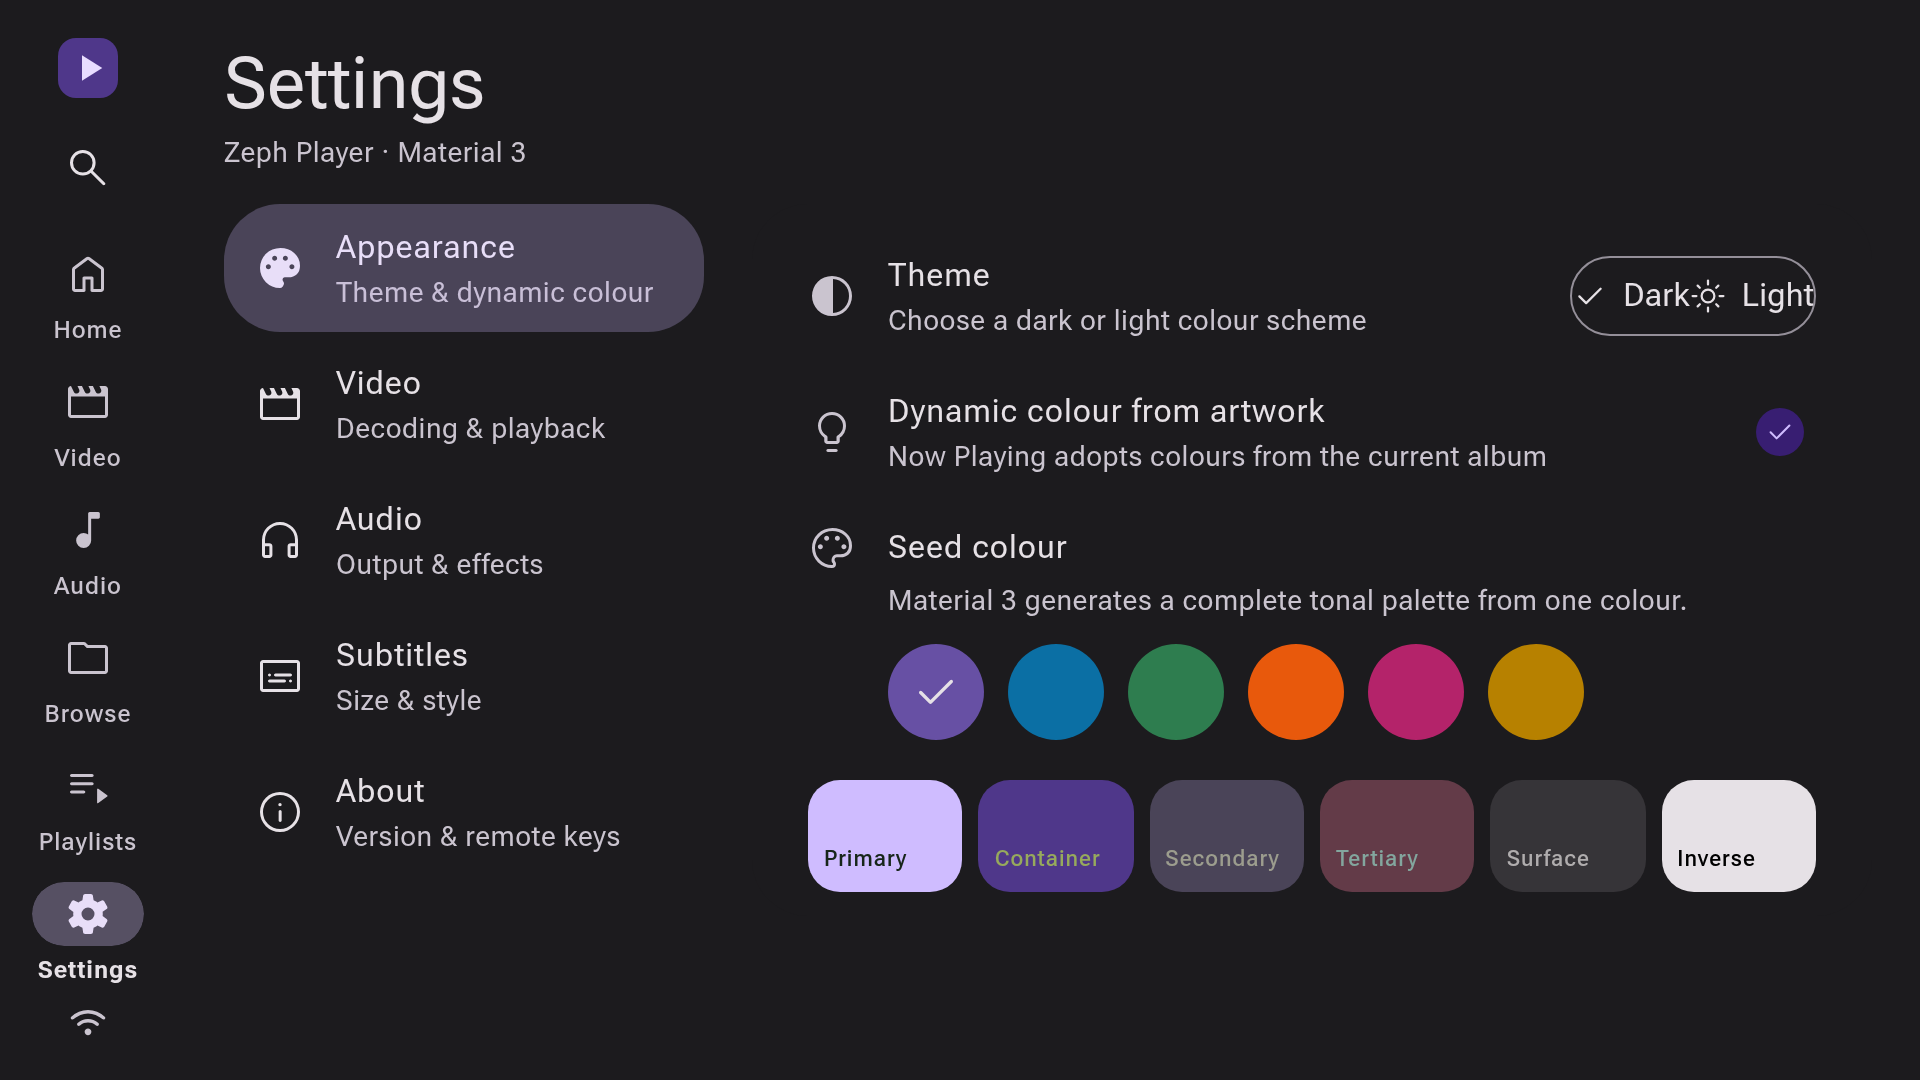 Settings
Zeph Player · Material 3
Home
Video
Audio
Browse
Playlists
Settings
Appearance
Theme & dynamic colour
Video
Decoding & playback
Audio
Output & effects
Subtitles
Size & style
About
Version & remote keys
Theme
Choose a dark or light colour scheme
Dark Light
Dynamic colour from artwork
Now Playing adopts colours from the current album
Seed colour
Material 3 generates a complete tonal palette from one colour.
Primary Container Secondary Tertiary Surface Inverse